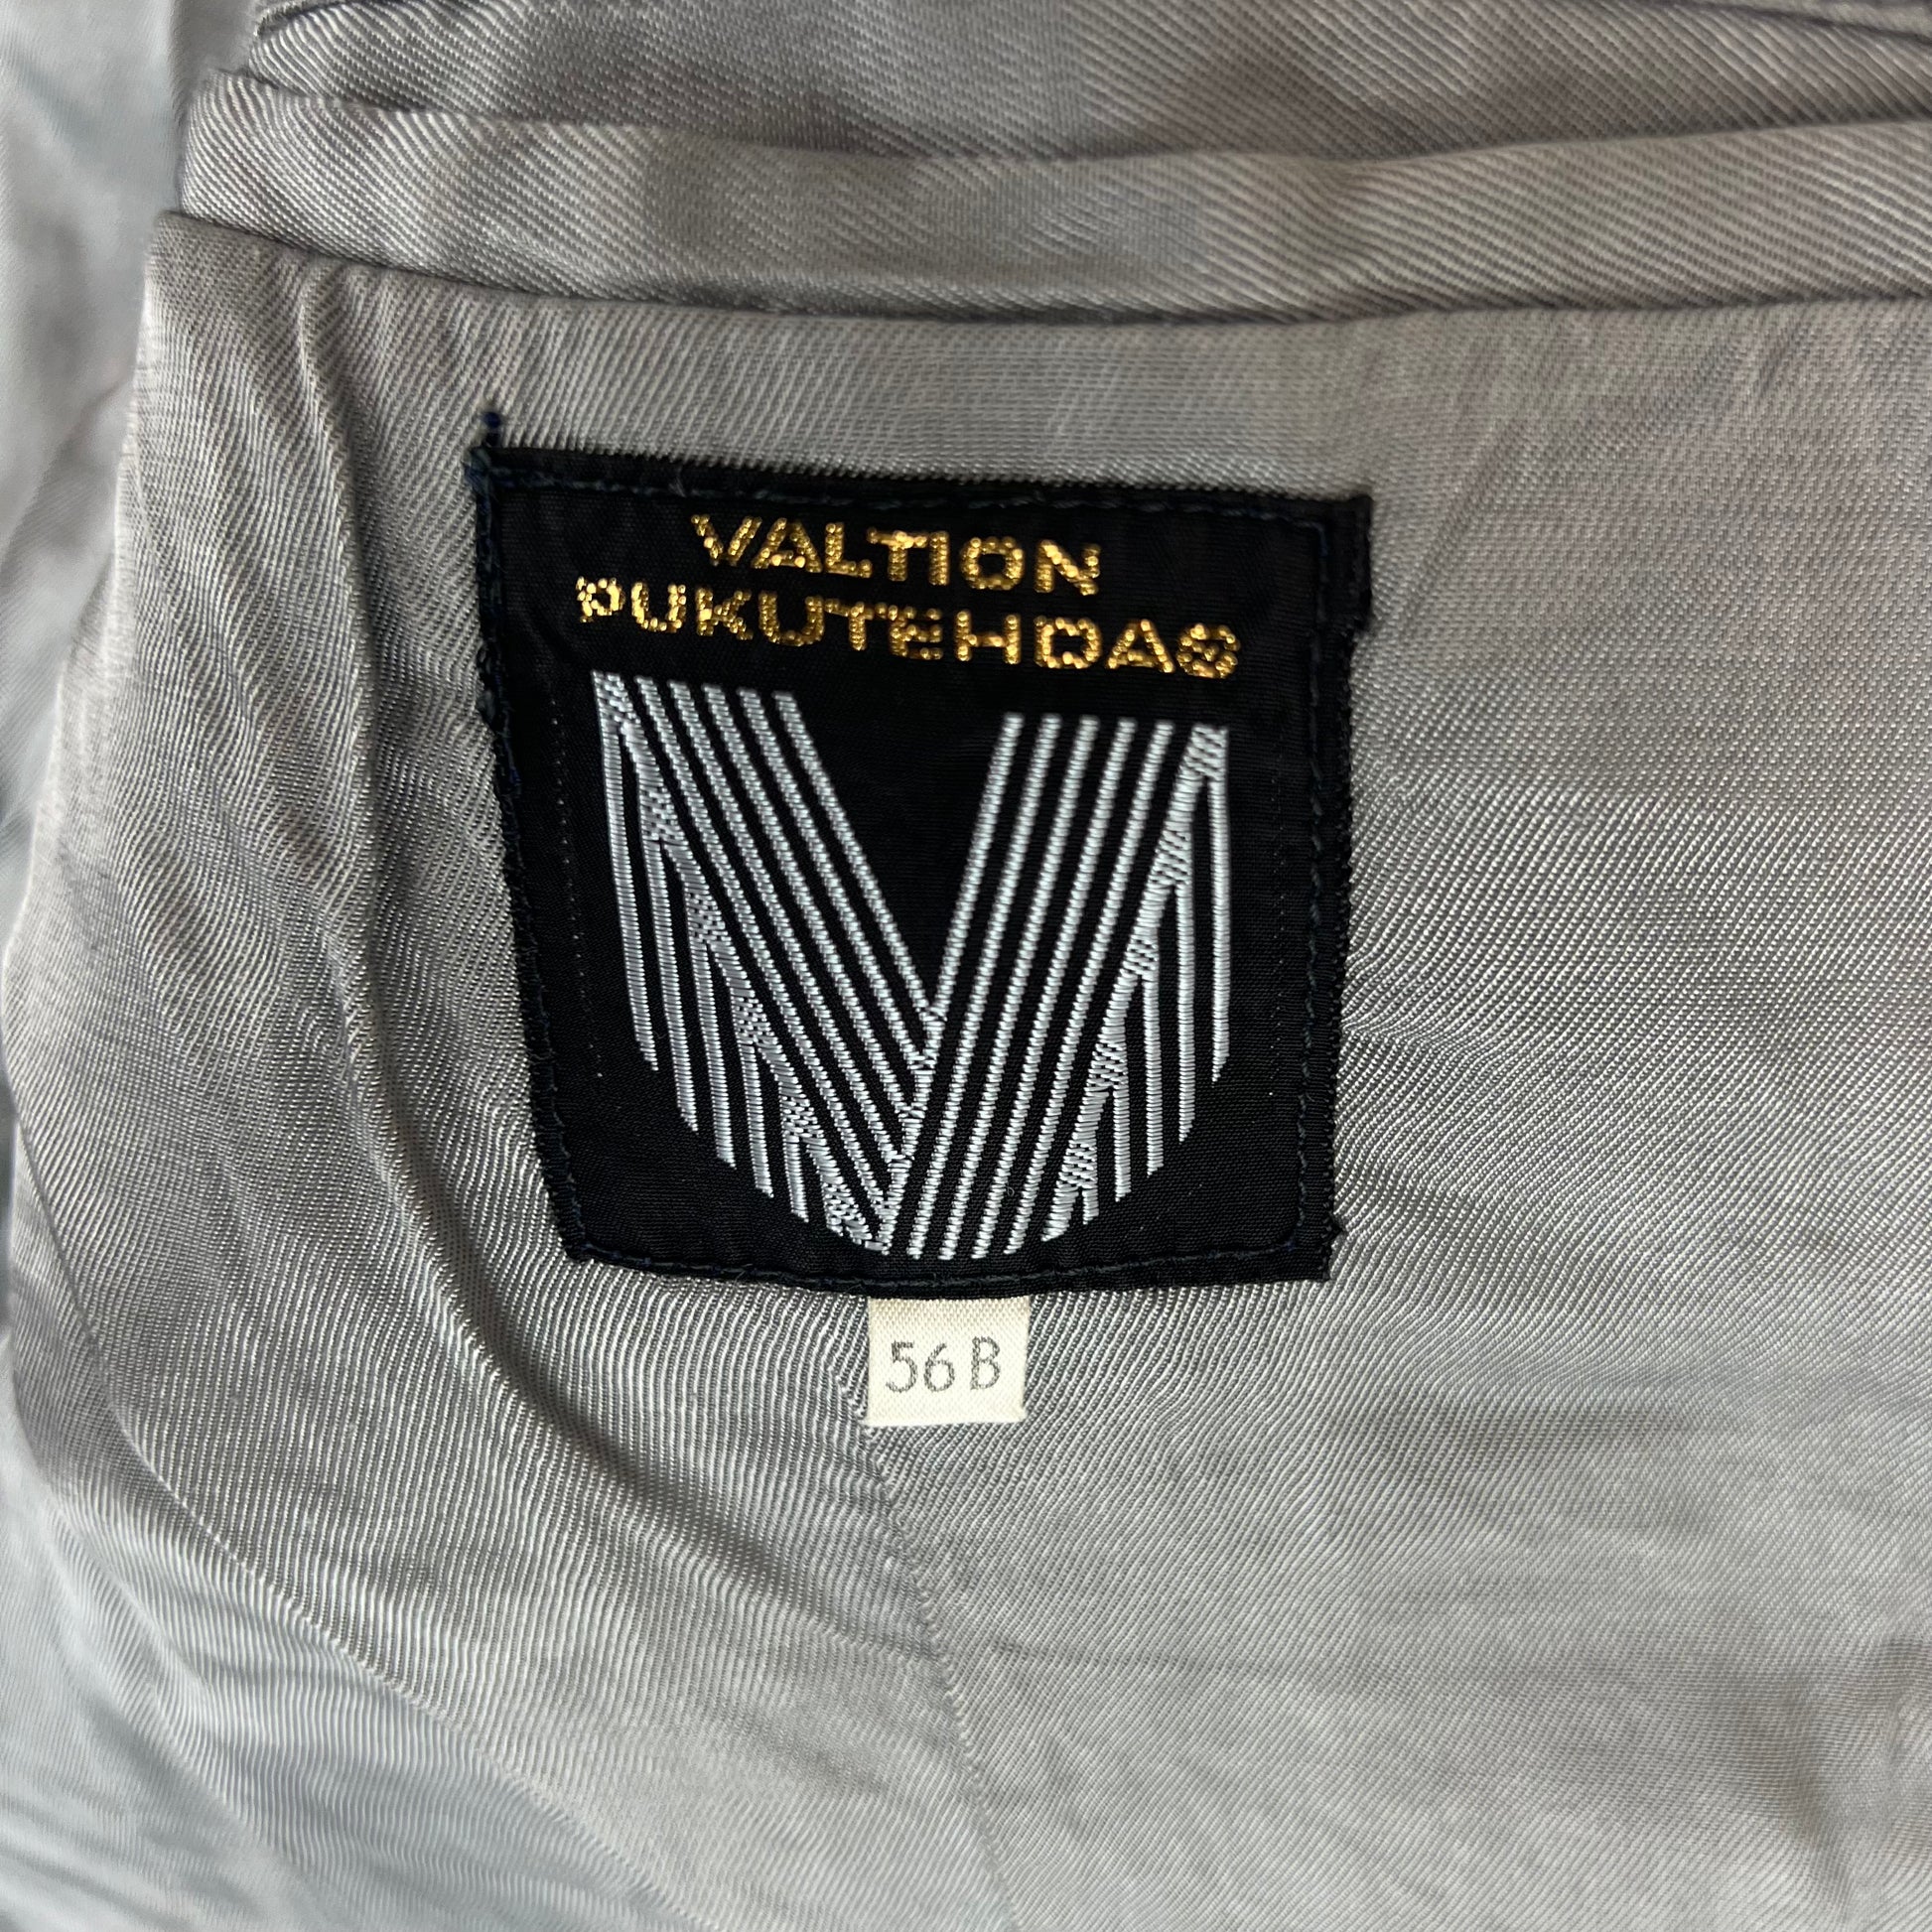 VALTION
PUKUTEHDAS
56 B